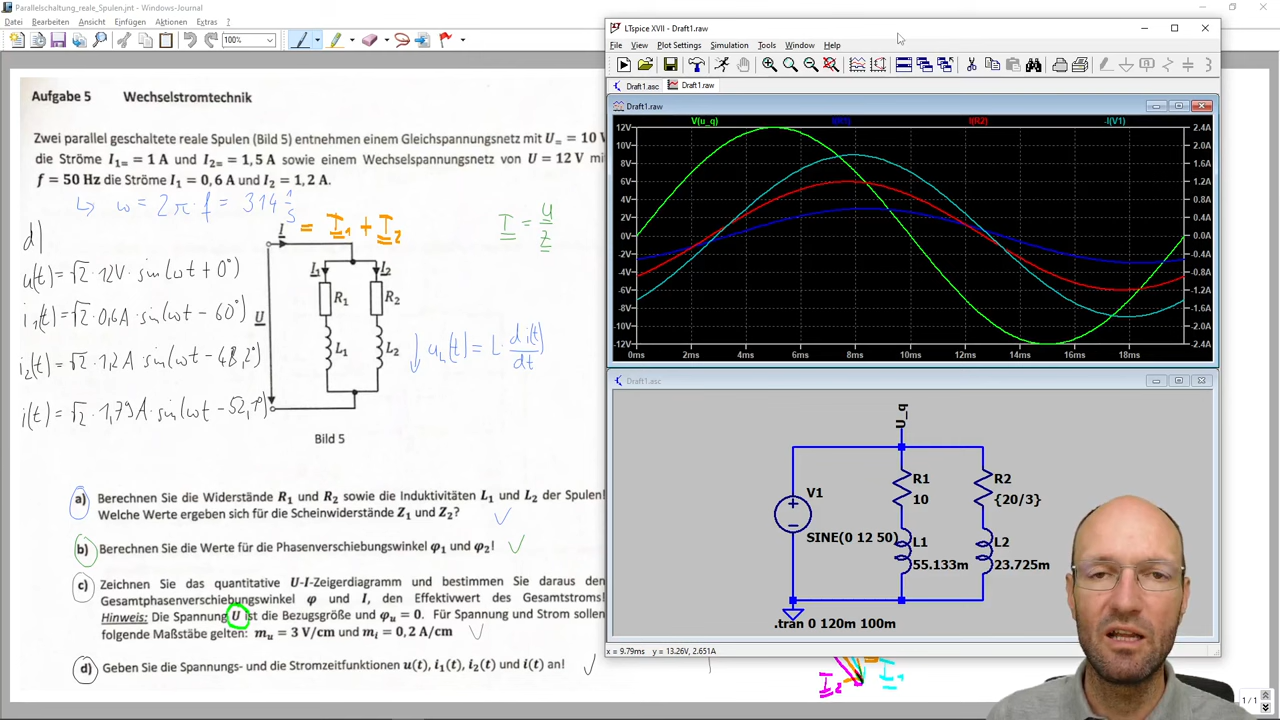 Parallelschaltung_reale_Spulen.jnt - Windows-Journal
Datei Bearbeiten Ansicht Einfügen Aktionen Extras ?
100%
Aufgabe 5 Wechselstromtechnik
Zwei parallel geschaltete reale Spulen (Bild 5) entnehmen einem Gleichspannungsnetz mit U= = 10 V
die Ströme I1= = 1 A und I2= = 1,5 A sowie einem Wechselspannungsnetz von U = 12 V mi
f = 50 Hz die Ströme I1 = 0,6 A und I2 = 1,2 A.
↳ ω = 2π·f = 314 1/s
d)
I = I1 + I2
I = U/Z
u(t) = √2·12V·sin(ωt + 0°)
i1(t) = √2·0,6A·sin(ωt - 60°)
i2(t) = √2·1,2A·sin(ωt - 48,2°)
i(t) = √2·1,79A·sin(ωt - 52,1°)
I1 I2
R1 R2
U
L1 L2
uL(t) = L· di(t)/dt
Bild 5
a) Berechnen Sie die Widerstände R1 und R2 sowie die Induktivitäten L1 und L2 der Spulen!
Welche Werte ergeben sich für die Scheinwiderstände Z1 und Z2?
b) Berechnen Sie die Werte für die Phasenverschiebungswinkel φ1 und φ2!
c) Zeichnen Sie das quantitative U-I-Zeigerdiagramm und bestimmen Sie daraus den
Gesamtphasenverschiebungswinkel φ und I, den Effektivwert des Gesamtstroms!
Hinweis: Die Spannung U ist die Bezugsgröße und φu = 0. Für Spannung und Strom sollen
folgende Maßstäbe gelten: mu = 3 V/cm und mi = 0,2 A/cm
d) Geben Sie die Spannungs- und die Stromzeitfunktionen u(t), i1(t), i2(t) und i(t) an!
I2 I1
1/1
LTspice XVII - Draft1.raw
File View Plot Settings Simulation Tools Window Help
Draft1.asc Draft1.raw
Draft1.raw
V(u_q) I(R1) I(R2) -I(V1)
12V 2.4A
10V 2.0A
8V 1.6A
6V 1.2A
4V 0.8A
2V 0.4A
0V 0.0A
-2V -0.4A
-4V -0.8A
-6V -1.2A
-8V -1.6A
-10V -2.0A
-12V -2.4A
0ms 2ms 4ms 6ms 8ms 10ms 12ms 14ms 16ms 18ms
Draft1.asc
U_q
V1
SINE(0 12 50)
R1
10
R2
{20/3}
L1
55.133m
L2
23.725m
.tran 0 120m 100m
x = 9.79ms y = 13.26V, 2.651A